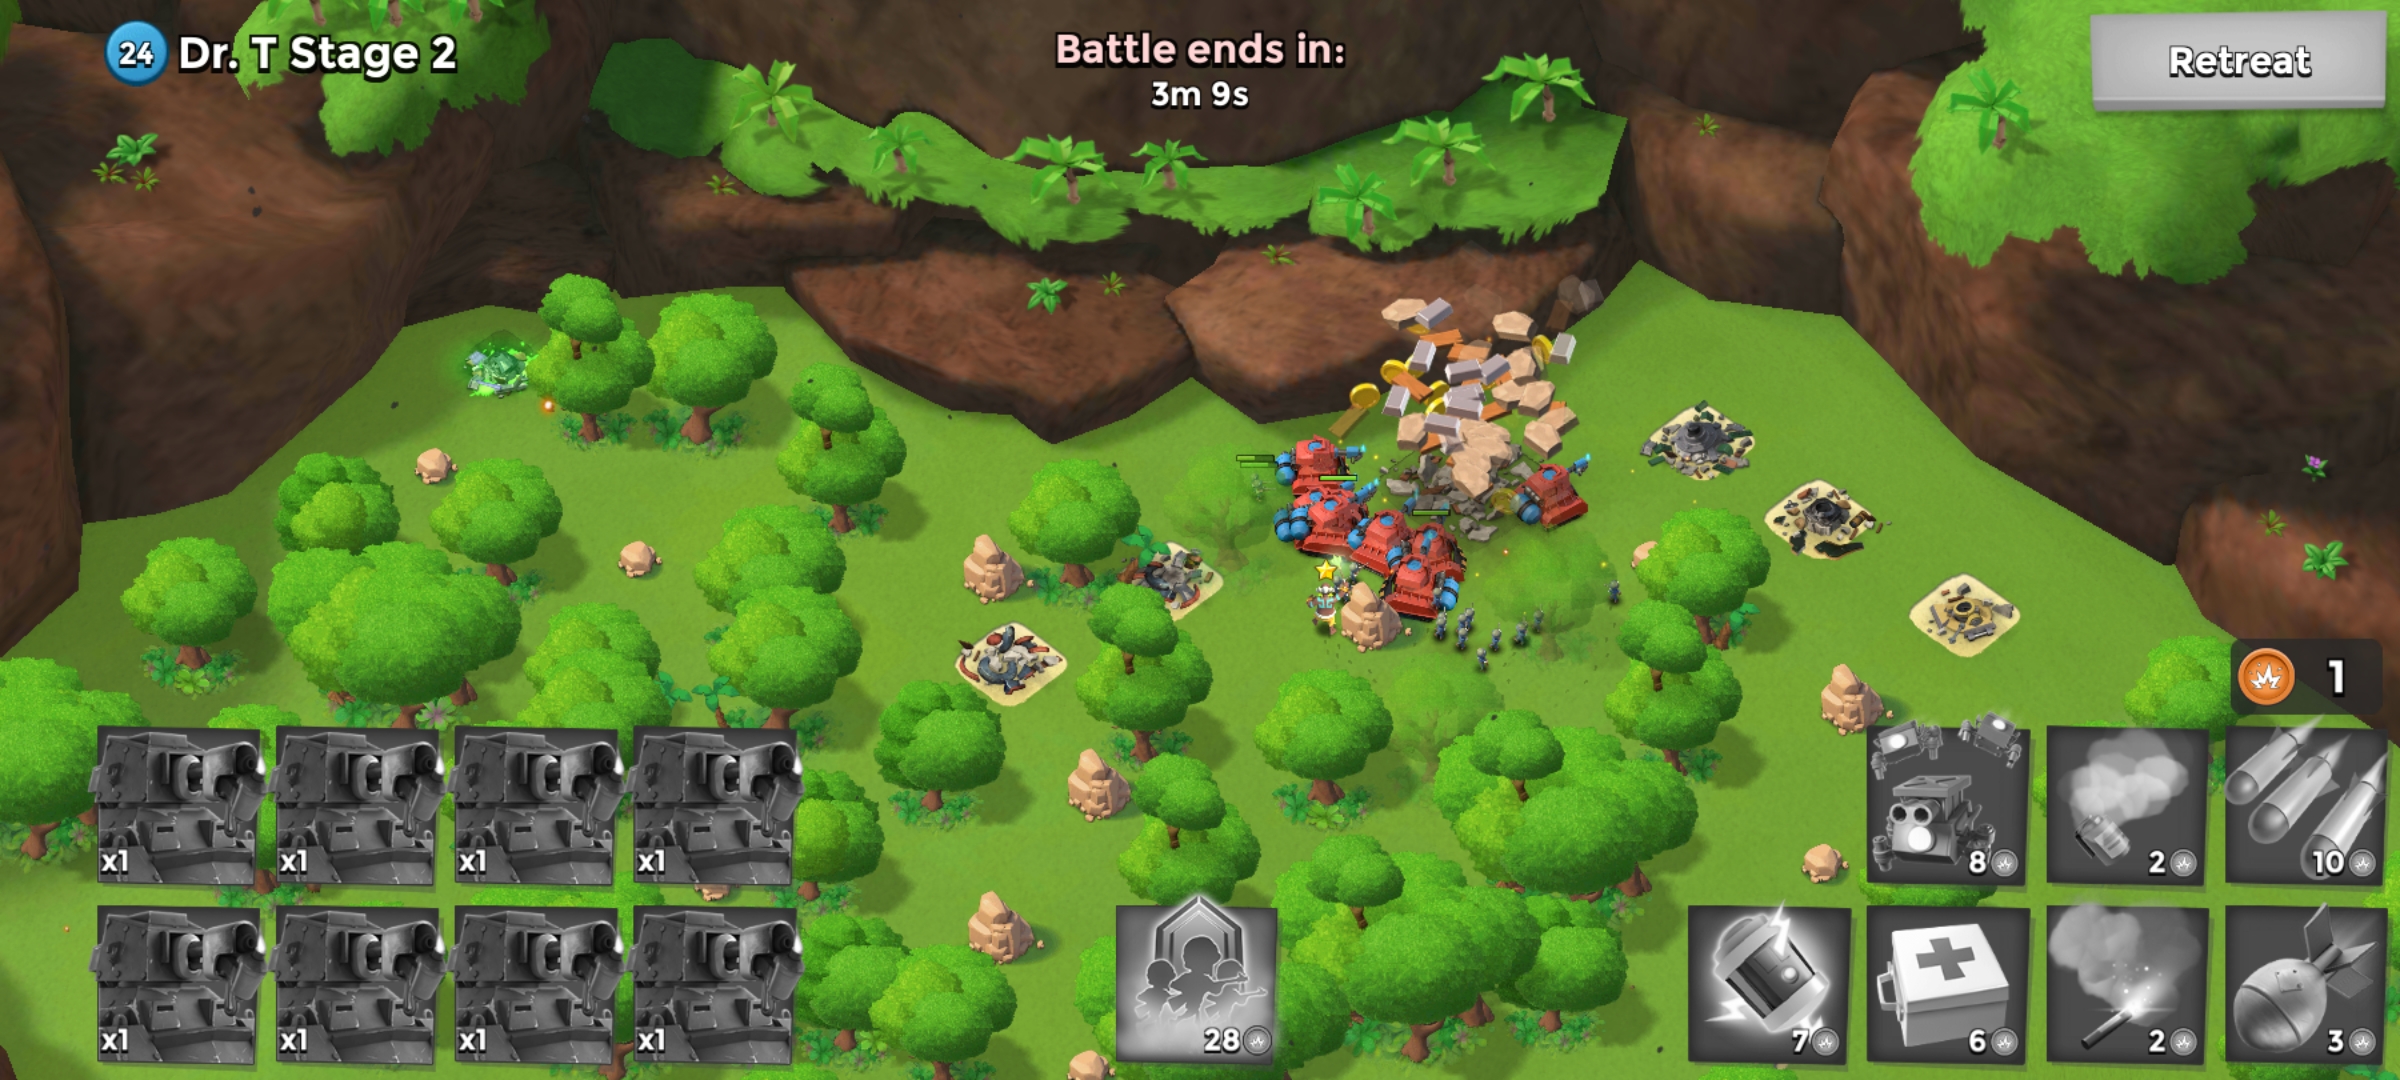 24 Dr. T Stage 2
Battle ends in:
3m 9s
Retreat
1
x1 x1 x1 x1
8 2 10
x1 x1 x1 x1
28
7 6 2 3